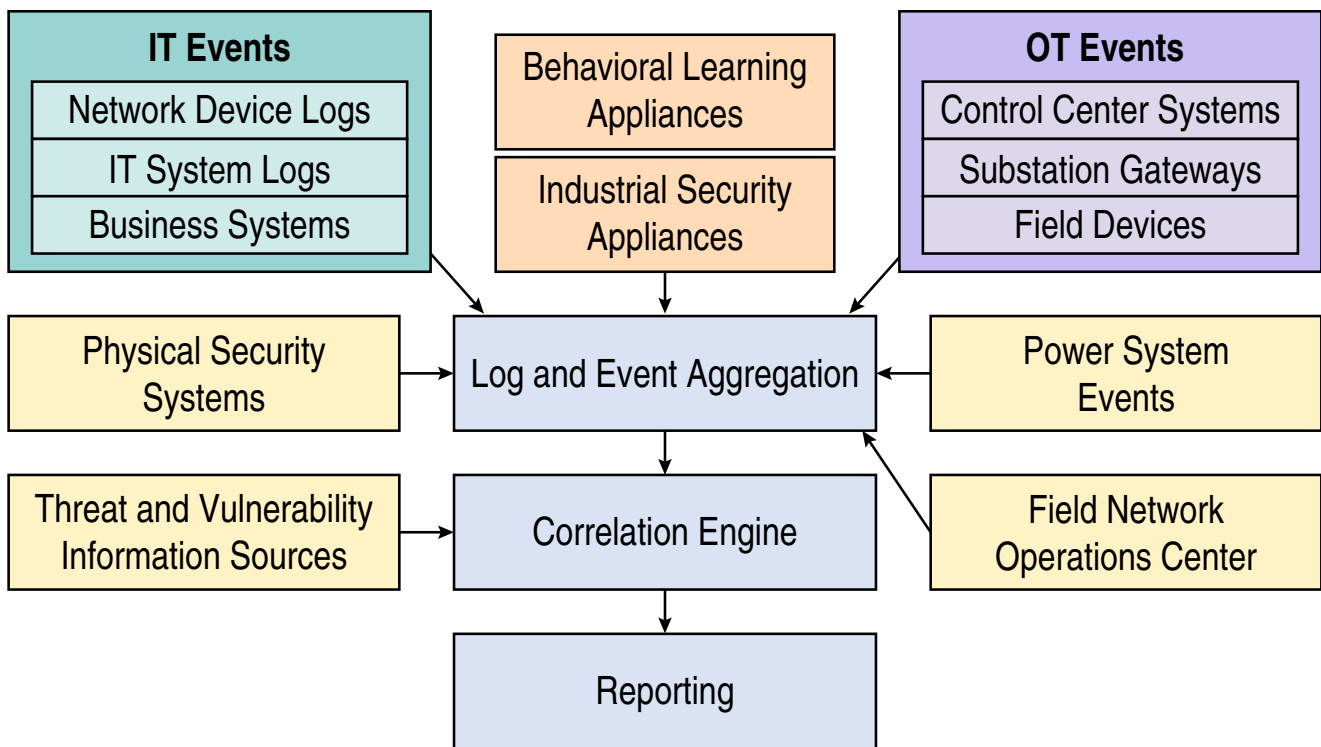 IT Events
Network Device Logs
IT System Logs
Business Systems
Behavioral Learning
Appliances
Industrial Security
Appliances
OT Events
Control Center Systems
Substation Gateways
Field Devices
Physical Security
Systems
Log and Event Aggregation
Power System
Events
Threat and Vulnerability
Information Sources
Correlation Engine
Field Network
Operations Center
Reporting